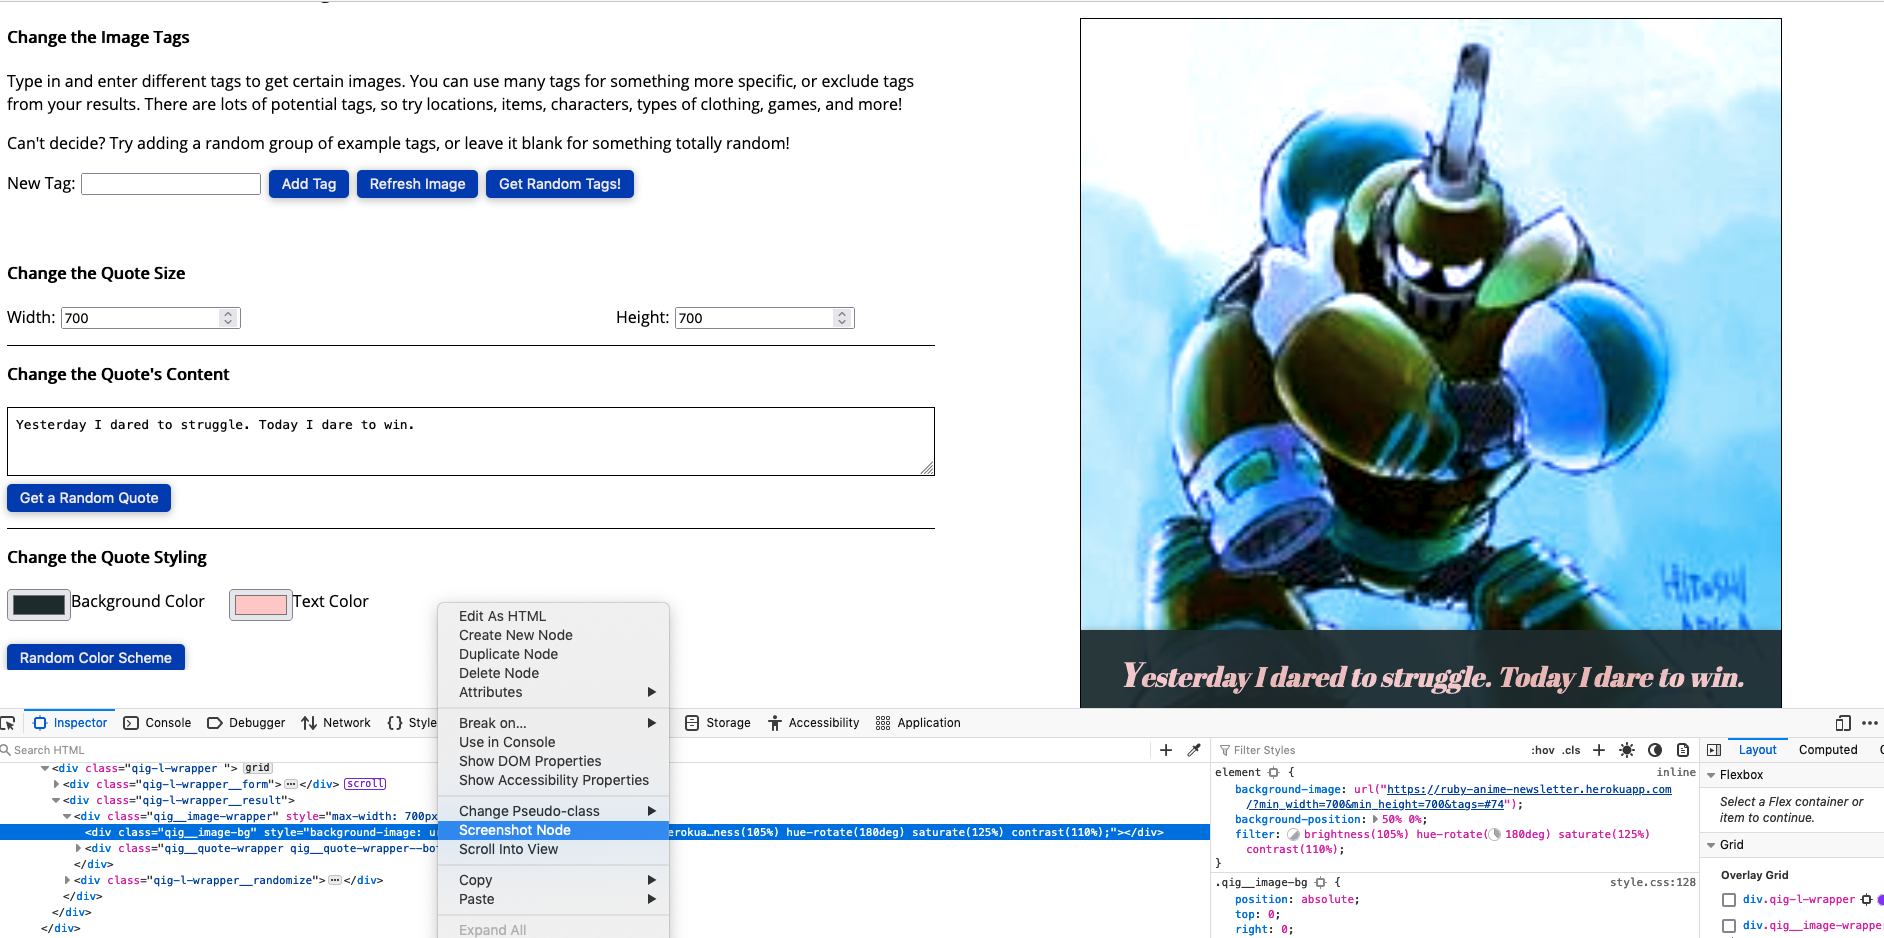 Change the Image Tags
Type in and enter different tags to get certain images. You can use many tags for something more specific, or exclude tags
from your results. There are lots of potential tags, so try locations, items, characters, types of clothing, games, and more!
Can't decide? Try adding a random group of example tags, or leave it blank for something totally random!
New Tag: Add Tag Refresh Image Get Random Tags!
Change the Quote Size
Width: 700 Height: 700
Change the Quote's Content
Yesterday I dared to struggle. Today I dare to win.
Get a Random Quote
Change the Quote Styling
Background Color Text Color
Random Color Scheme
HITOSHI
Yesterday I dared to struggle. Today I dare to win.
Edit As HTML
Create New Node
Duplicate Node
Delete Node
Attributes
Break on...
Use in Console
Show DOM Properties
Show Accessibility Properties
Change Pseudo-class
Screenshot Node
Scroll Into View
Copy
Paste
Expand All
Inspector Console Debugger Network {} Style Storage Accessibility Application
Search HTML
<div class="qig-l-wrapper "> grid
<div class="qig-l-wrapper__form"> </div> scroll
<div class="qig-l-wrapper__result">
<div class="qig__image-wrapper" style="max-width: 700px
<div class="qig__image-bg" style="background-image: u erokua…ness(105%) hue-rotate(180deg) saturate(125%) contrast(110%);"></div>
<div class="qig__quote-wrapper qig__quote-wrapper--bo
</div>
<div class="qig-l-wrapper__randomize"> </div>
</div>
</div>
</div>
Filter Styles :hov .cls
element { inline
background-image: url("https://ruby-anime-newsletter.herokuapp.com
/?min_width=700&min_height=700&tags=#74");
background-position: 50% 0%;
filter: brightness(105%) hue-rotate( 180deg) saturate(125%)
contrast(110%);
}
.qig__image-bg { style.css:128
position: absolute;
top: 0;
right: 0;
Layout Computed
Flexbox
Select a Flex container or
item to continue.
Grid
Overlay Grid
div.qig-l-wrapper
div.qig__image-wrappe